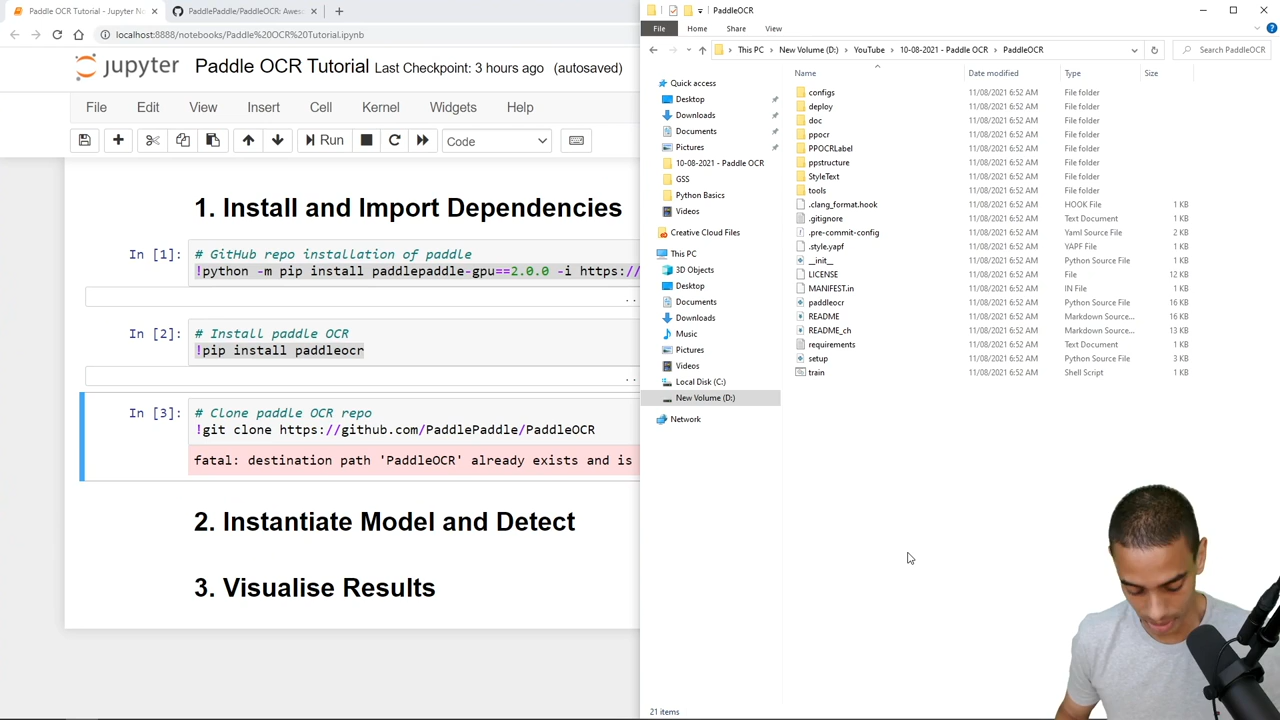 Paddle OCR Tutorial - Jupyter N
PaddlePaddle/PaddleOCR: Awes
localhost:8888/notebooks/Paddle%20OCR%20Tutorial.ipynb
jupyter Paddle OCR Tutorial Last Checkpoint: 3 hours ago (autosaved)
File Edit View Insert Cell Kernel Widgets Help
Run Code
1. Install and Import Dependencies
In [1]: # GitHub repo installation of paddle
!python -m pip install paddlepaddle-gpu==2.0.0 -i https://
...
In [2]: # Install paddle OCR
!pip install paddleocr
...
In [3]: # Clone paddle OCR repo
!git clone https://github.com/PaddlePaddle/PaddleOCR
fatal: destination path 'PaddleOCR' already exists and is
2. Instantiate Model and Detect
3. Visualise Results
PaddleOCR
File Home Share View
This PC > New Volume (D:) > YouTube > 10-08-2021 - Paddle OCR > PaddleOCR
Search PaddleOCR
Quick access
Desktop
Downloads
Documents
Pictures
10-08-2021 - Paddle OCR
GSS
Python Basics
Videos
Creative Cloud Files
This PC
3D Objects
Desktop
Documents
Downloads
Music
Pictures
Videos
Local Disk (C:)
New Volume (D:)
Network
Name Date modified Type Size
configs 11/08/2021 6:52 AM File folder
deploy 11/08/2021 6:52 AM File folder
doc 11/08/2021 6:52 AM File folder
ppocr 11/08/2021 6:52 AM File folder
PPOCRLabel 11/08/2021 6:52 AM File folder
ppstructure 11/08/2021 6:52 AM File folder
StyleText 11/08/2021 6:52 AM File folder
tools 11/08/2021 6:52 AM File folder
.clang_format.hook 11/08/2021 6:52 AM HOOK File 1 KB
.gitignore 11/08/2021 6:52 AM Text Document 1 KB
.pre-commit-config 11/08/2021 6:52 AM Yaml Source File 2 KB
.style.yapf 11/08/2021 6:52 AM YAPF File 1 KB
__init__ 11/08/2021 6:52 AM Python Source File 1 KB
LICENSE 11/08/2021 6:52 AM File 12 KB
MANIFEST.in 11/08/2021 6:52 AM IN File 1 KB
paddleocr 11/08/2021 6:52 AM Python Source File 16 KB
README 11/08/2021 6:52 AM Markdown Source... 16 KB
README_ch 11/08/2021 6:52 AM Markdown Source... 13 KB
requirements 11/08/2021 6:52 AM Text Document 1 KB
setup 11/08/2021 6:52 AM Python Source File 3 KB
train 11/08/2021 6:52 AM Shell Script 1 KB
21 items